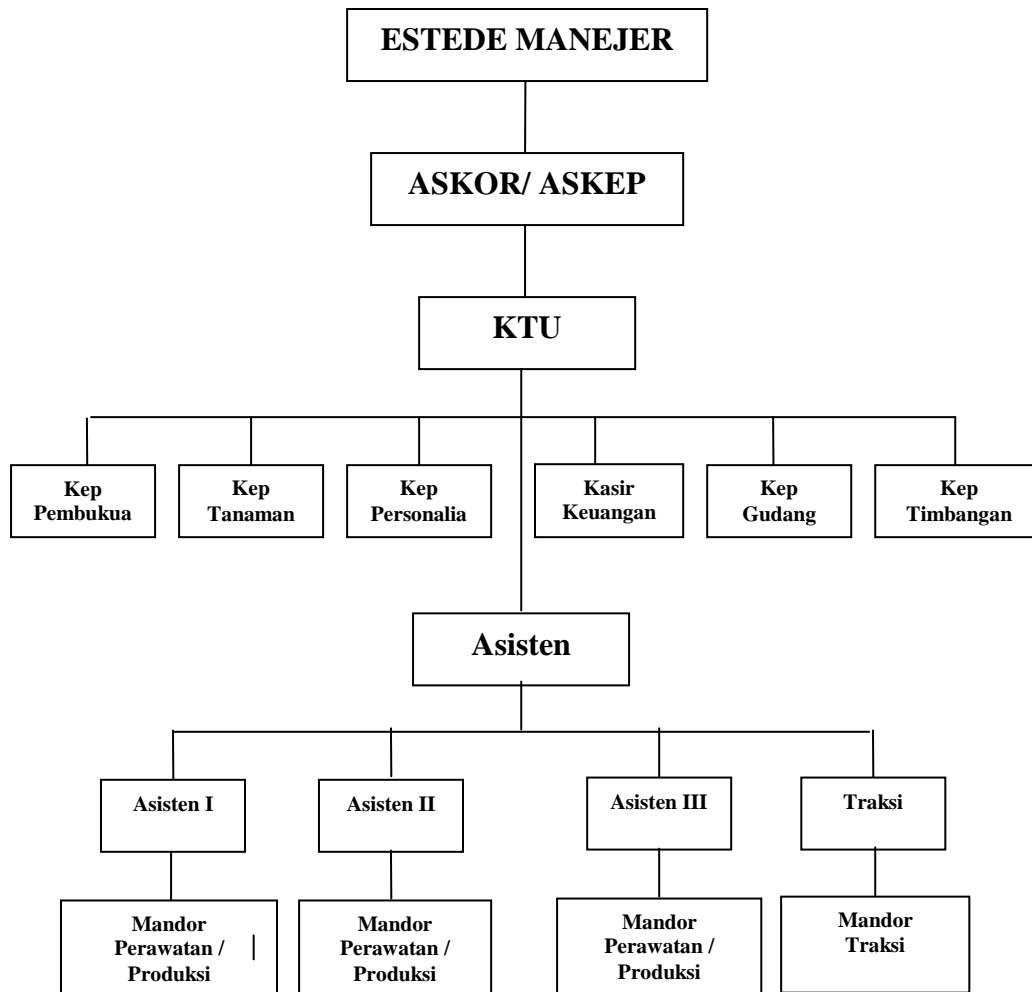 ESTEDE MANEJER
ASKOR/ ASKEP
KTU
Kep
Pembukua
Kep
Tanaman
Kep
Personalia
Kasir
Keuangan
Kep
Gudang
Kep
Timbangan
Asisten
Asisten I
Asisten II
Asisten III
Traksi
Mandor
Perawatan /
Produksi
Mandor
Perawatan /
Produksi
Mandor
Perawatan /
Produksi
Mandor
Traksi